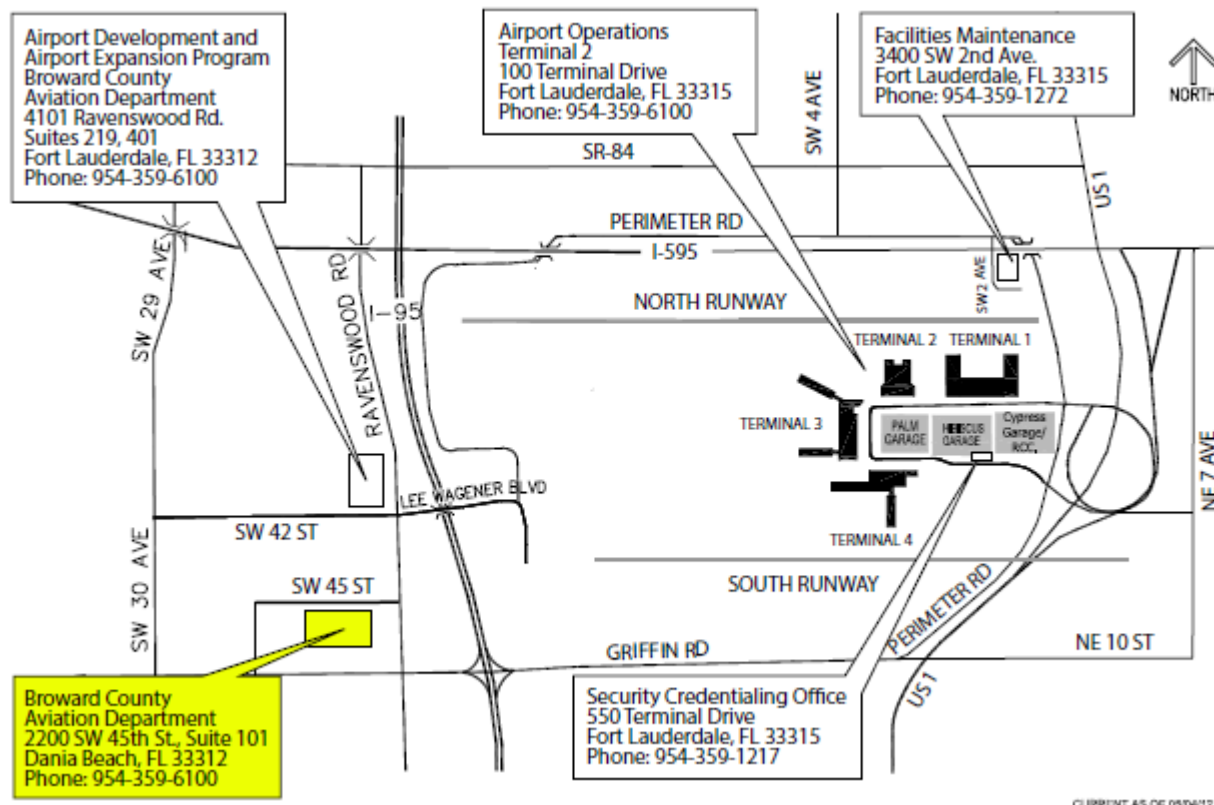 Airport Development and
Airport Expansion Program
Broward County
Aviation Department
4101 Ravenswood Rd.
Suites 219, 401
Fort Lauderdale, FL 33312
Phone: 954-359-6100
Airport Operations
Terminal 2
100 Terminal Drive
Fort Lauderdale, FL 33315
Phone: 954-359-6100
Facilities Maintenance
3400 SW 2nd Ave.
Fort Lauderdale, FL 33315
Phone: 954-359-1272
NORTH
SW 4 AVE
SR-84
US 1
PERIMETER RD
I-595
SW 2 AVE
SW 29 AVE
RAVENSWOOD RD
I-95
NORTH RUNWAY
TERMINAL 2
TERMINAL 1
TERMINAL 3
PALM
GARAGE
HIBISCUS
GARAGE
Cypress
Garage/
RCC.
NE 7 AVE
LEE WAGENER BLVD
SW 42 ST
TERMINAL 4
SW 30 AVE
SW 45 ST
SOUTH RUNWAY
PERIMETER RD
GRIFFIN RD
NE 10 ST
US 1
Broward County
Aviation Department
2200 SW 45th St., Suite 101
Dania Beach, FL 33312
Phone: 954-359-6100
Security Credentialing Office
550 Terminal Drive
Fort Lauderdale, FL 33315
Phone: 954-359-1217
CURRENT AS OF